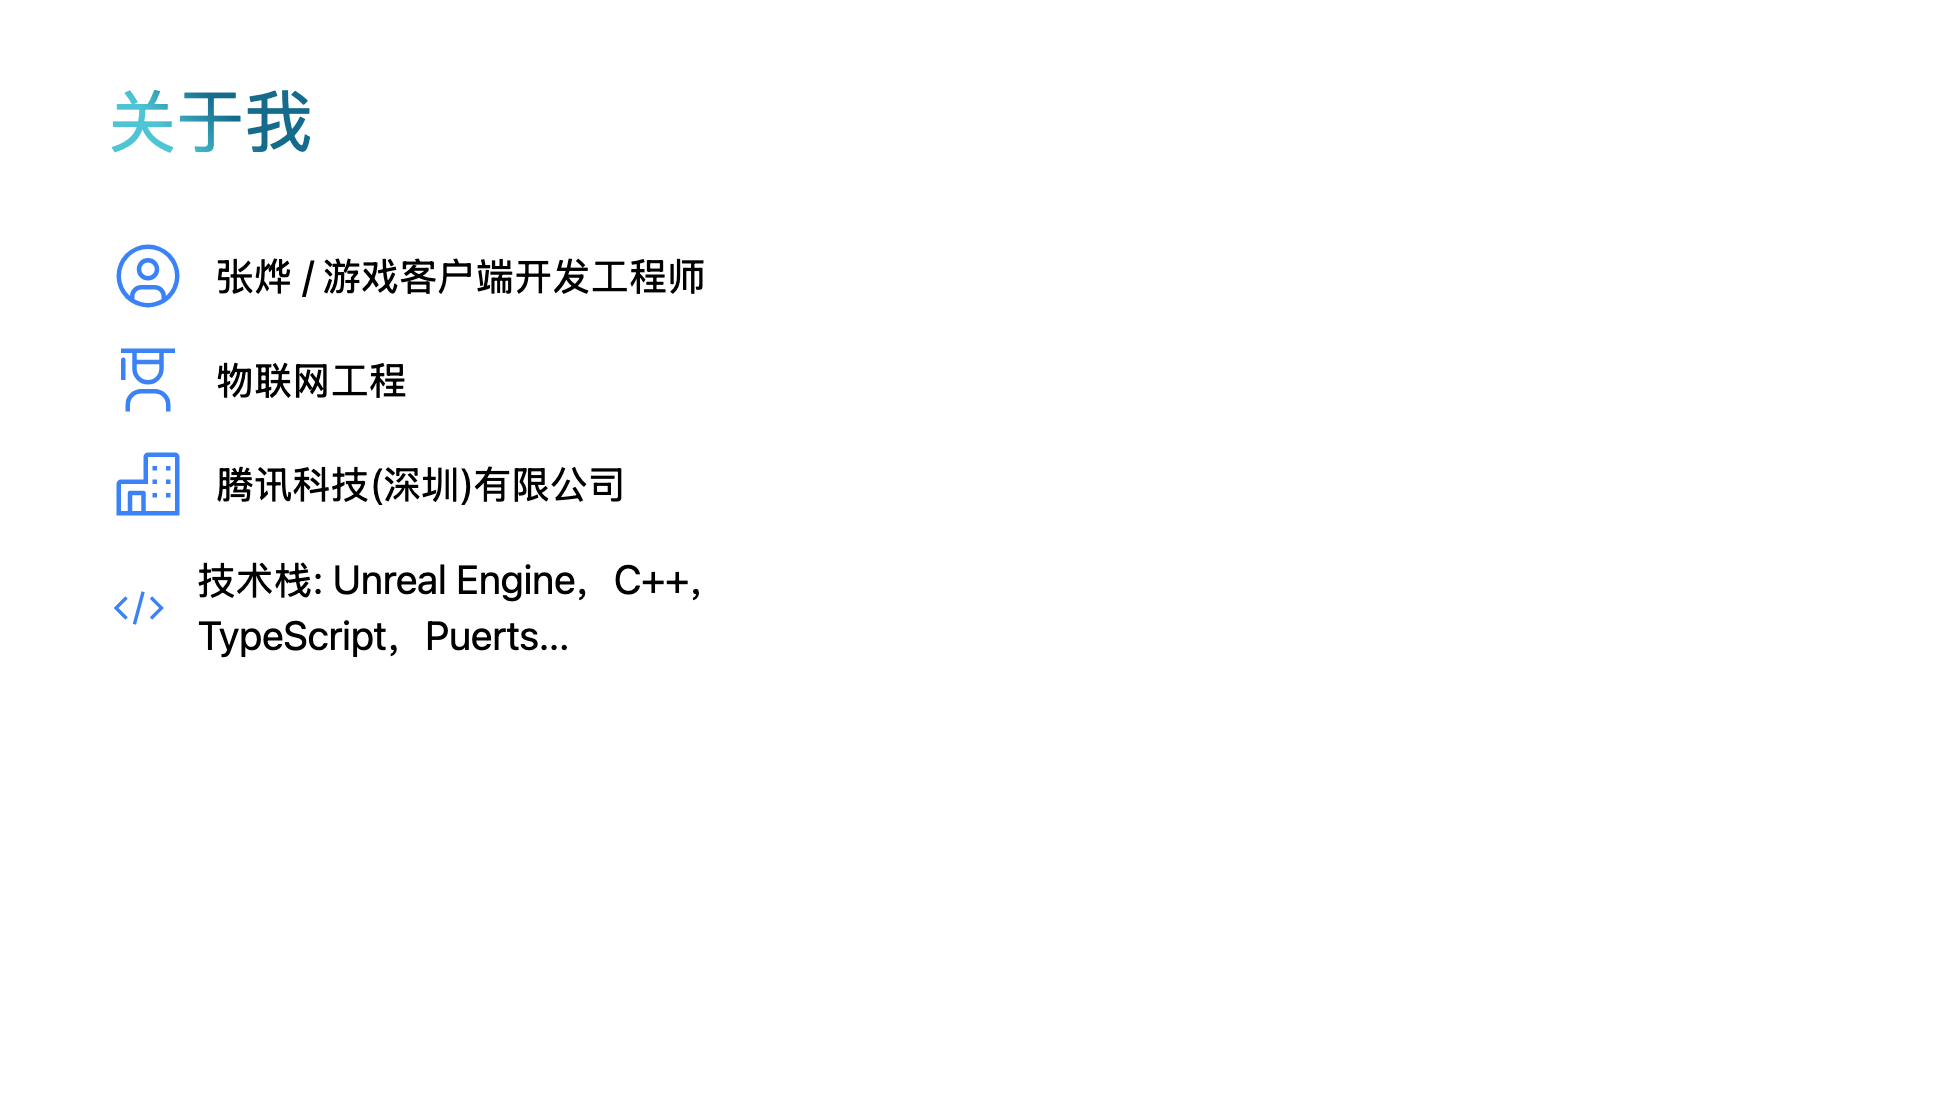 关于我
张烨 / 游戏客户端开发工程师
物联网工程
腾讯科技(深圳)有限公司
技术栈: Unreal Engine，C++，
TypeScript，Puerts...